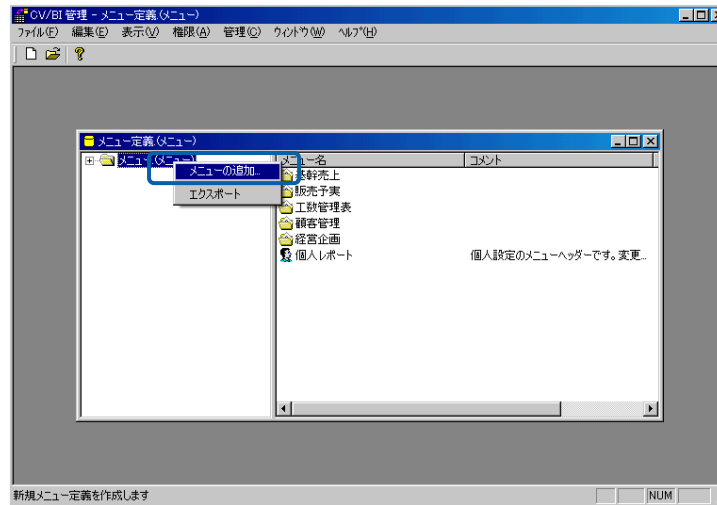 CV/BI 管理 - メニュー定義.(メニュー)
ファイル(F) 編集(E) 表示(V) 権限(A) 管理(C) ウィンドウ(W) ヘルプ(H)
メニュー定義.(メニュー)
メニュー.(メニュー)
メニューの追加...
エクスポート
メニュー名 コメント
基幹売上
販売予実
工数管理表
顧客管理
経営企画
個人レポート 個人設定のメニューヘッダーです。変更...
新規メニュー定義を作成します NUM